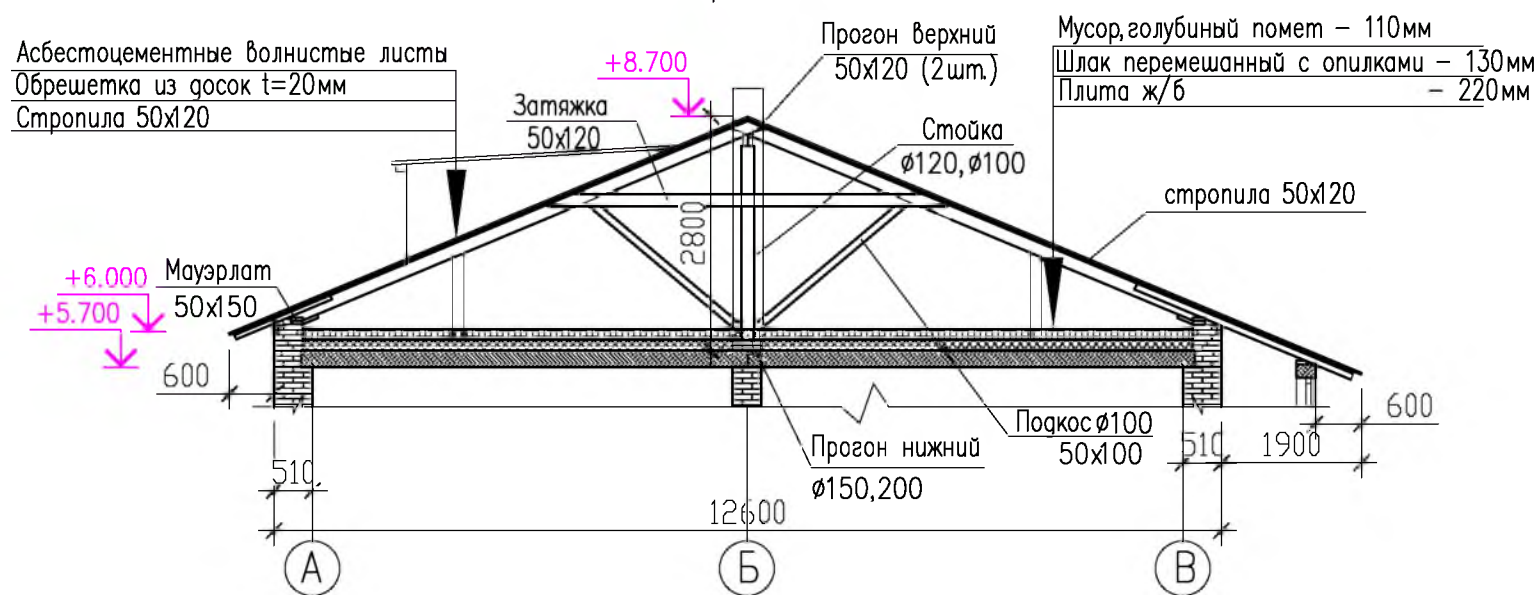 Асбестоцементные волнистые листы
Обрешетка из досок t=20мм
Стропила 50х120
Затяжка
50х120
+8.700
Прогон верхний
50х120 (2шт.)
Мусор,голубиный помет – 110мм
Шлак перемешанный с опилками – 130мм
Плита ж/б – 220мм
Стойка
ø120,ø100
стропила 50х120
2800
+6.000
+5.700
Мауэрлат
50х150
600
600
Подкос ø100
50х100
Прогон нижний
ø150,200
510
510
1900
12600
А
Б
В